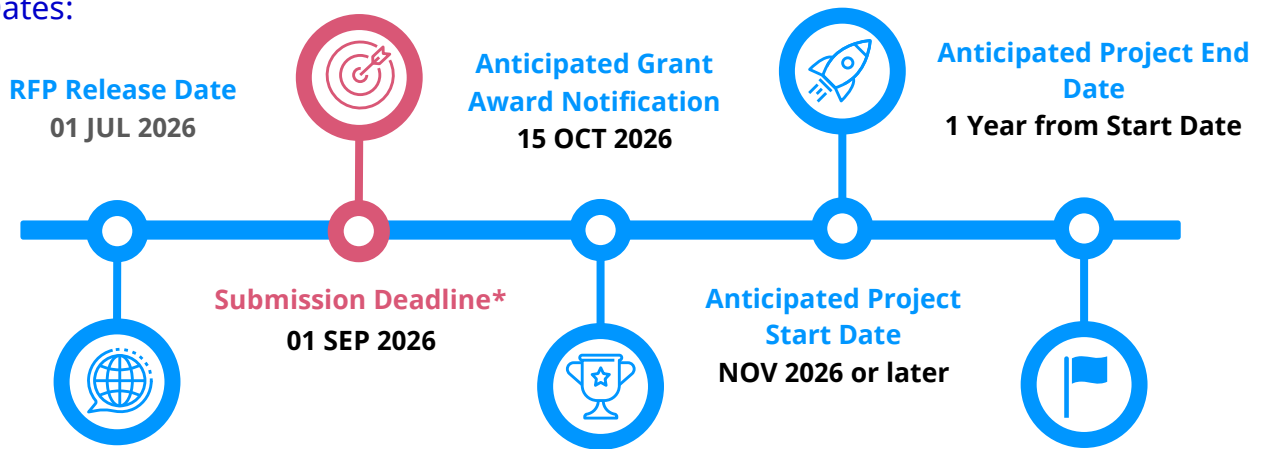 RFP Release Date
01 JUL 2026
Submission Deadline*
01 SEP 2026
Anticipated Grant
Award Notification
15 OCT 2026
Anticipated Project
Start Date
NOV 2026 or later
Anticipated Project End
Date
1 Year from Start Date